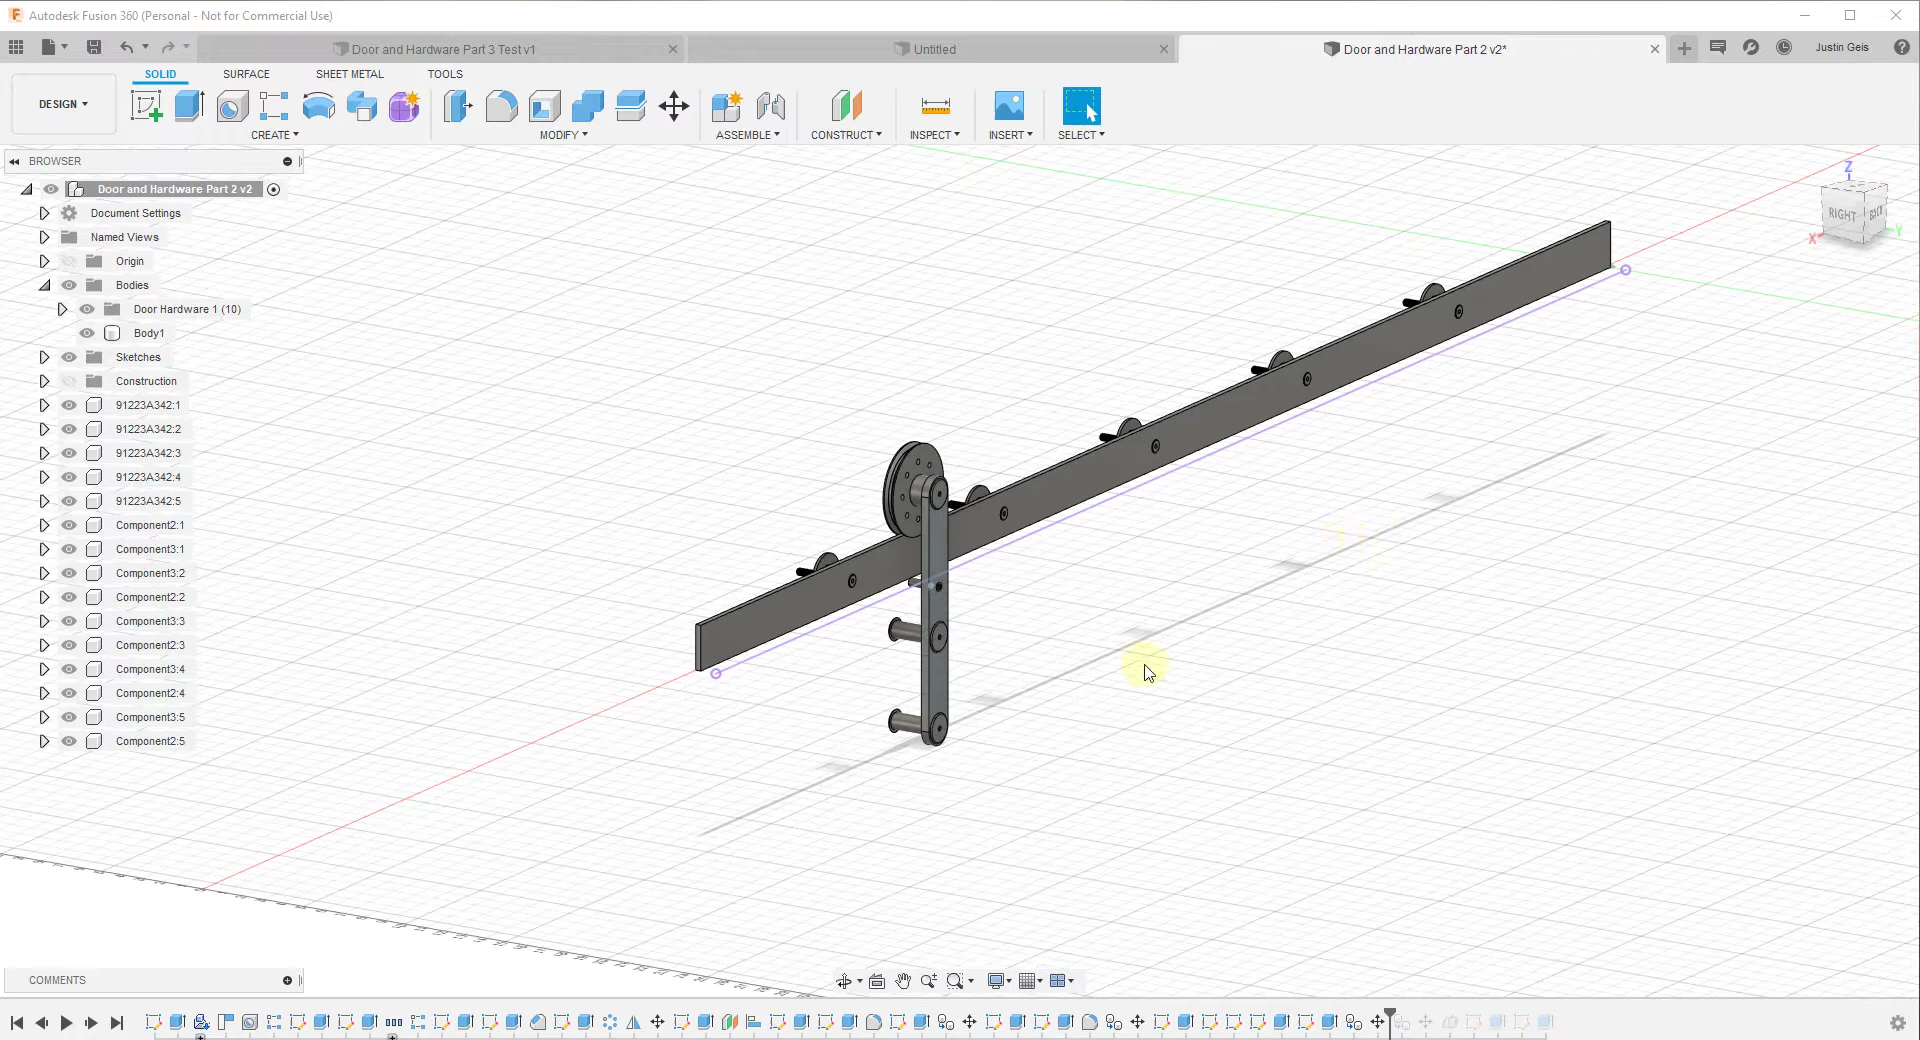 Autodesk Fusion 360 (Personal - Not for Commercial Use)
Door and Hardware Part 3 Test v1
Untitled
Door and Hardware Part 2 v2*
Justin Geis
SOLID
SURFACE
SHEET METAL
TOOLS
DESIGN
CREATE
MODIFY
ASSEMBLE
CONSTRUCT
INSPECT
INSERT
SELECT
BROWSER
Door and Hardware Part 2 v2
Document Settings
Named Views
Origin
Bodies
Door Hardware 1 (10)
Body1
Sketches
Construction
91223A342:1
91223A342:2
91223A342:3
91223A342:4
91223A342:5
Component2:1
Component3:1
Component3:2
Component2:2
Component3:3
Component2:3
Component3:4
Component2:4
Component3:5
Component2:5
Z
RIGHT
BACK
X
Y
COMMENTS